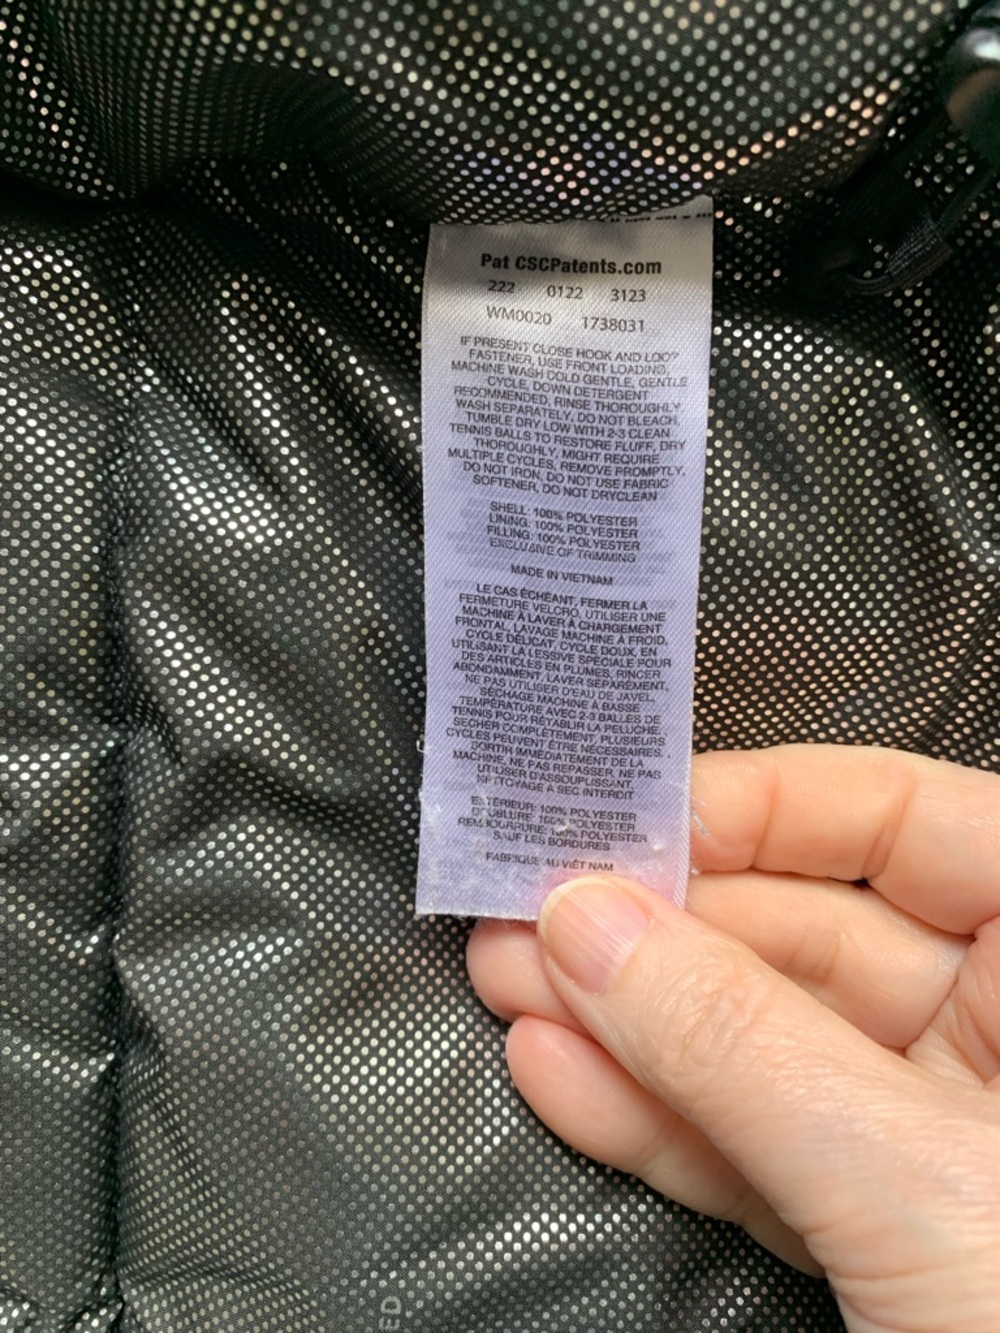 Pat CSCPatents.com
222 0122 3123
WM0020 1738031
IF PRESENT CLOSE HOOK AND LOO?
FASTENER, USE FRONT LOADING,
MACHINE WASH COLD GENTLE, GENTLE
CYCLE, DOWN DETERGENT
RECOMMENDED, RINSE THOROUGHLY,
WASH SEPARATELY, DO NOT BLEACH,
TUMBLE DRY LOW WITH 2-3 CLEAN
TENNIS BALLS TO RESTORE FLUFF, DRY
THOROUGHLY, MIGHT REQUIRE
MULTIPLE CYCLES, REMOVE PROMPTLY,
DO NOT IRON, DO NOT USE FABRIC
SOFTENER, DO NOT DRYCLEAN
SHELL: 100% POLYESTER
LINING: 100% POLYESTER
FILLING: 100% POLYESTER
EXCLUSIVE OF TRIMMING
MADE IN VIETNAM
LE CAS ÉCHÉANT, FERMER LA
FERMETURE VELCRO, UTILISER UNE
MACHINE À LAVER À CHARGEMENT
FRONTAL, LAVAGE MACHINE À FROID,
CYCLE DÉLICAT, CYCLE DOUX, EN
UTILISANT LA LESSIVE SPÉCIALE POUR
DES ARTICLES EN PLUMES, RINCER
ABONDAMMENT, LAVER SÉPARÉMENT,
NE PAS UTILISER D'EAU DE JAVEL,
SÉCHAGE MACHINE À BASSE
TEMPÉRATURE AVEC 2-3 BALLES DE
TENNIS POUR RÉTABLIR LA PELUCHE,
SECHER COMPLÈTEMENT, PLUSIEURS
CYCLES PEUVENT ÊTRE NÉCESSAIRES,
SORTIR IMMÉDIATEMENT DE LA
MACHINE, NE PAS REPASSER, NE PAS
UTILISER D'ASSOUPLISSANT,
NETTOYAGE À SEC INTERDIT
EXTÉRIEUR: 100% POLYESTER
DOUBLURE: 100% POLYESTER
REMBOURRURE: 100% POLYESTER
SAUF LES BORDURES
FABRIQUÉ AU VIÊT NAM
ED